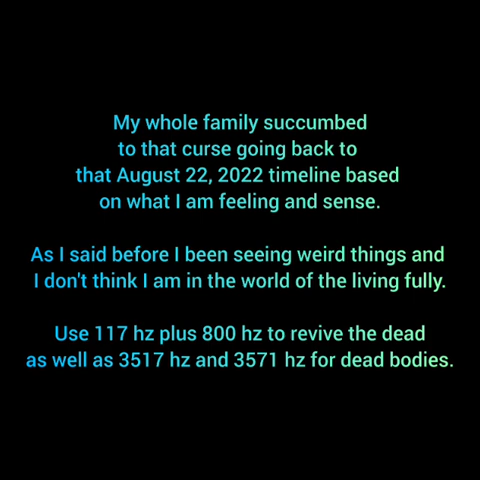 My whole family succumbed
to that curse going back to
that August 22, 2022 timeline based
on what I am feeling and sense.
As I said before I been seeing weird things and
I don't think I am in the world of the living fully.
Use 117 hz plus 800 hz to revive the dead
as well as 3517 hz and 3571 hz for dead bodies.